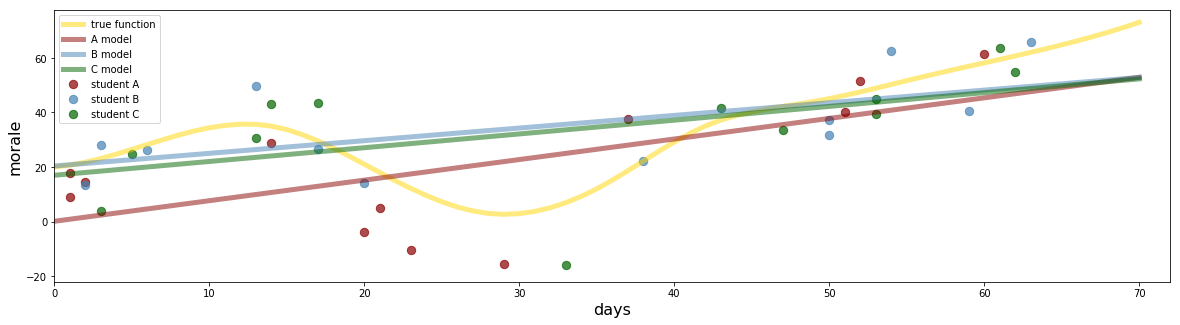 true function
A model
B model
C model
student A
student B
student C
morale
60
40
20
0
−20
0 10 20 30 40 50 60 70
days